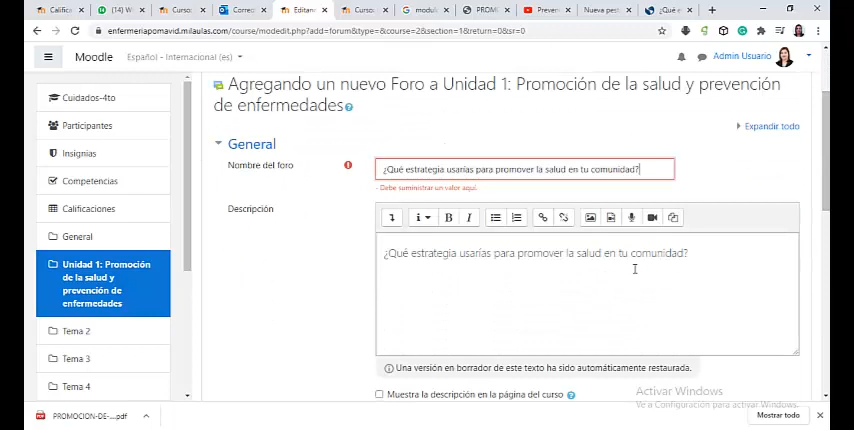 Calific
(4) W
Curso:
Correo
Editan
Curso:
modul
PROM
Preven
Nueva pest
¿Qué e
enfermeriapomavid.milaulas.com/course/modedit.php?add=forum&type=&course=2&section=1&return=0&sr=0
Moodle
Español - Internacional (es)
Admin Usuario
Cuidados-4to
Participantes
Insignias
Competencias
Calificaciones
General
Unidad 1: Promoción
de la salud y
prevención de
enfermedades
Tema 2
Tema 3
Tema 4
Agregando un nuevo Foro a Unidad 1: Promoción de la salud y prevención
de enfermedades
Expandir todo
General
Nombre del foro
¿Qué estrategia usarías para promover la salud en tu comunidad?
- Debe suministrar un valor aquí.
Descripción
¿Qué estrategia usarías para promover la salud en tu comunidad?
Una versión en borrador de este texto ha sido automáticamente restaurada.
Muestra la descripción en la página del curso
Activar Windows
Ve a Configuración para activar Windows.
PROMOCION-DE-....pdf
Mostrar todo